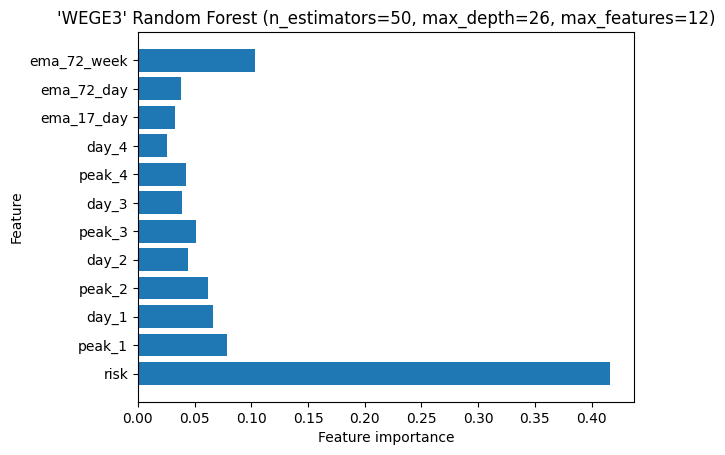 'WEGE3' Random Forest (n_estimators=50, max_depth=26, max_features=12)
ema_72_week
ema_72_day
ema_17_day
day_4
peak_4
day_3
peak_3
day_2
peak_2
day_1
peak_1
risk
Feature
0.00 0.05 0.10 0.15 0.20 0.25 0.30 0.35 0.40
Feature importance